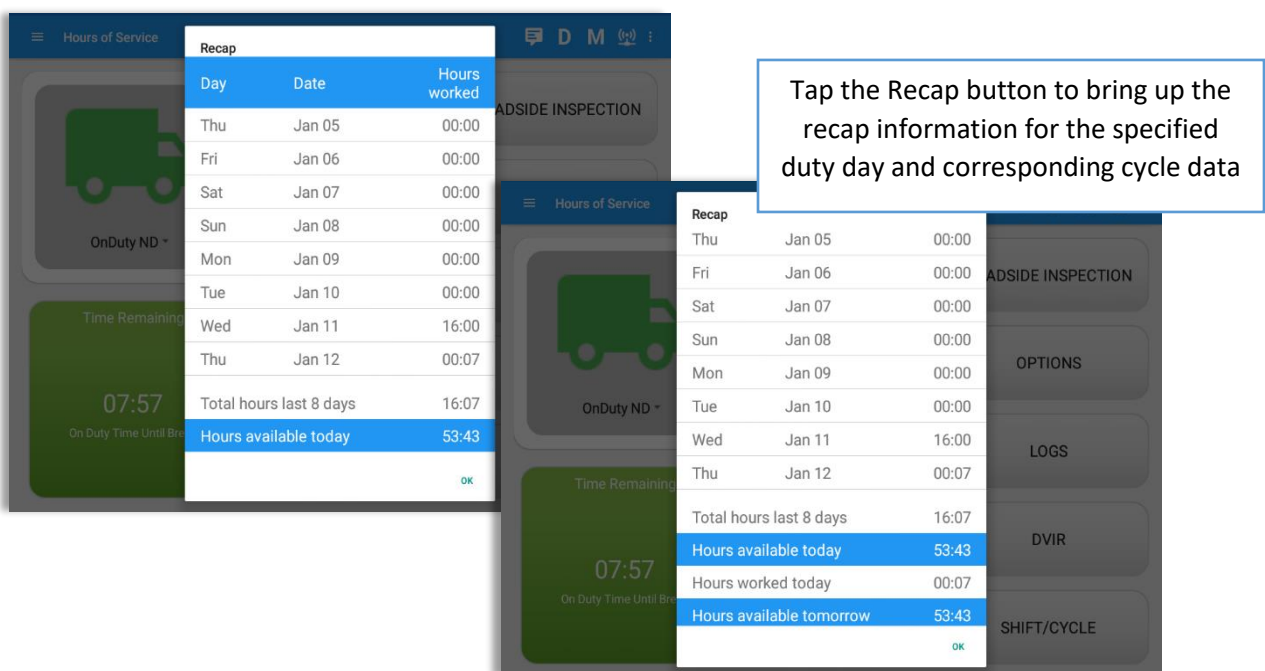 Hours of Service
D M
Recap
Day Date Hours worked
Thu Jan 05 00:00
Fri Jan 06 00:00
Sat Jan 07 00:00
Sun Jan 08 00:00
Mon Jan 09 00:00
Tue Jan 10 00:00
Wed Jan 11 16:00
Thu Jan 12 00:07
Total hours last 8 days 16:07
Hours available today 53:43
OK
ADSIDE INSPECTION
OnDuty ND
Time Remaining
07:57
On Duty Time Until Bre
Tap the Recap button to bring up the
recap information for the specified
duty day and corresponding cycle data
Hours of Service
Recap
Thu Jan 05 00:00
Fri Jan 06 00:00
Sat Jan 07 00:00
Sun Jan 08 00:00
Mon Jan 09 00:00
Tue Jan 10 00:00
Wed Jan 11 16:00
Thu Jan 12 00:07
Total hours last 8 days 16:07
Hours available today 53:43
Hours worked today 00:07
Hours available tomorrow 53:43
OK
OnDuty ND
Time Remaining
07:57
On Duty Time Until Bre
ADSIDE INSPECTION
OPTIONS
LOGS
DVIR
SHIFT/CYCLE